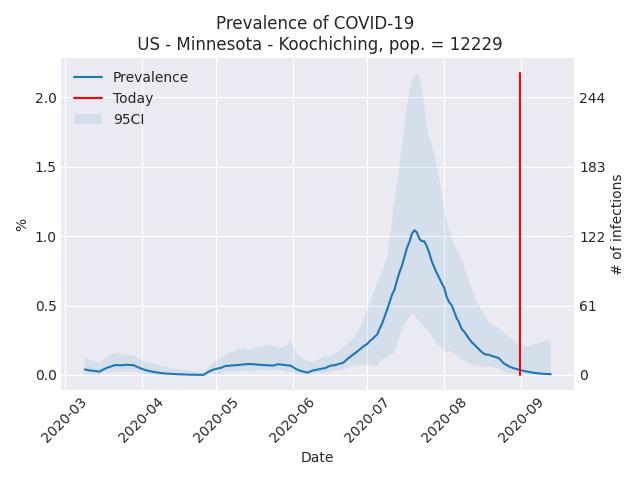 Prevalence of COVID-19
US - Minnesota - Koochiching, pop. = 12229
Prevalence
Today
95CI
2.0
1.5
1.0
0.5
0.0
%
244
183
122
61
0
# of infections
2020-03
2020-04
2020-05
2020-06
2020-07
2020-08
2020-09
Date